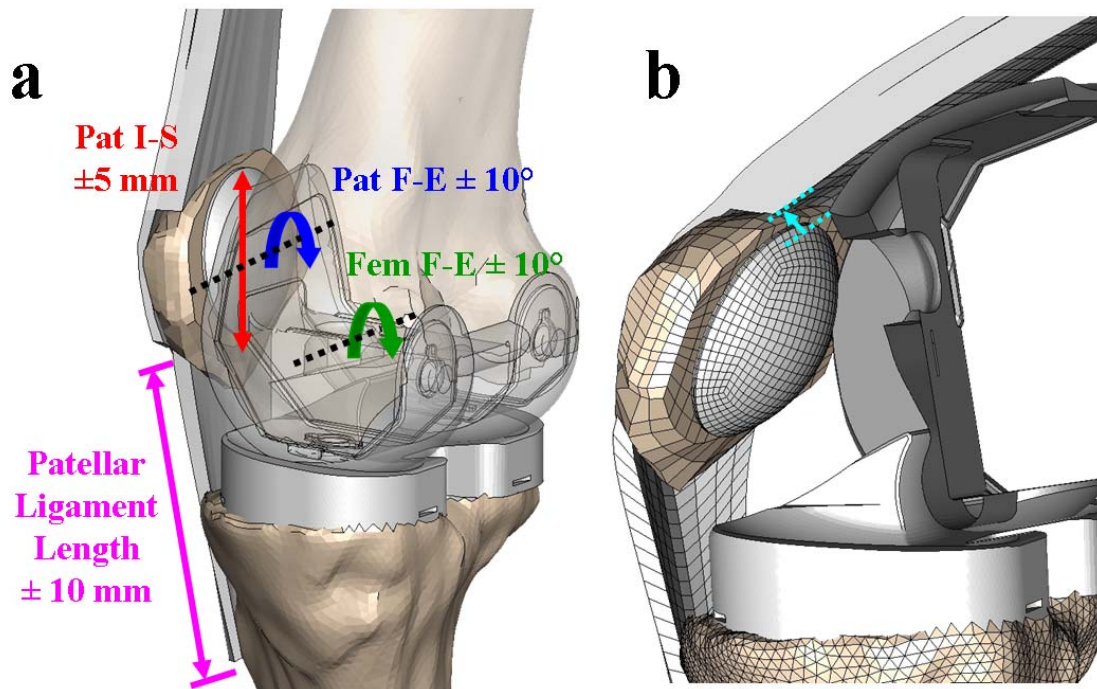 a
b
Pat I-S
±5 mm
Pat F-E ± 10°
Fem F-E ± 10°
Patellar
Ligament
Length
± 10 mm